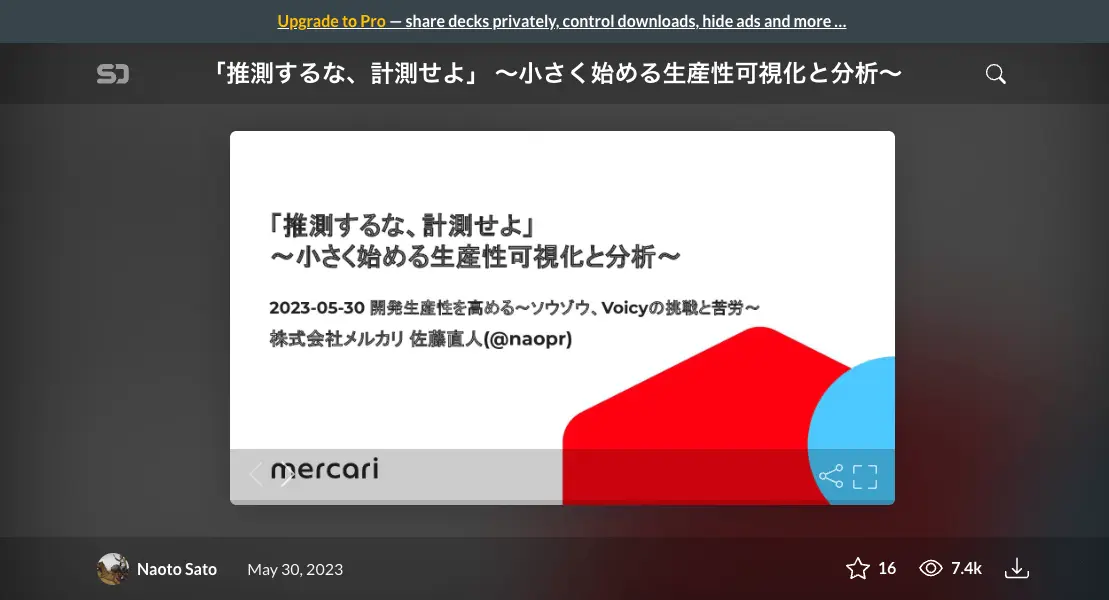 Upgrade to Pro — share decks privately, control downloads, hide ads and more …
「推測するな、計測せよ」 〜小さく始める生産性可視化と分析〜
「推測するな、計測せよ」
〜小さく始める生産性可視化と分析〜
2023-05-30 開発生産性を高める〜ソウゾウ、Voicyの挑戦と苦労〜
株式会社メルカリ 佐藤直人(@naopr)
mercari
Naoto Sato
May 30, 2023
16
7.4k